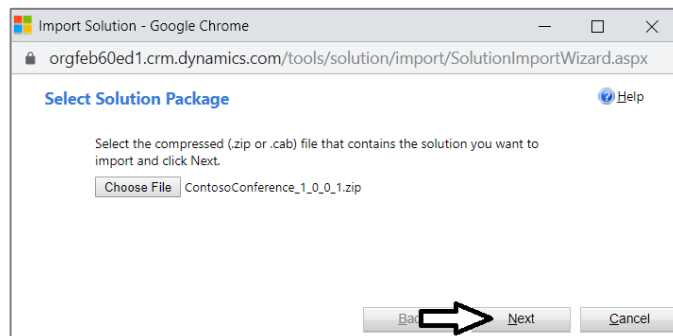 Import Solution - Google Chrome
orgfeb60ed1.crm.dynamics.com/tools/solution/import/SolutionImportWizard.aspx
Select Solution Package
Help
Select the compressed (.zip or .cab) file that contains the solution you want to
import and click Next.
Choose File ContosoConference_1_0_0_1.zip
Next Cancel